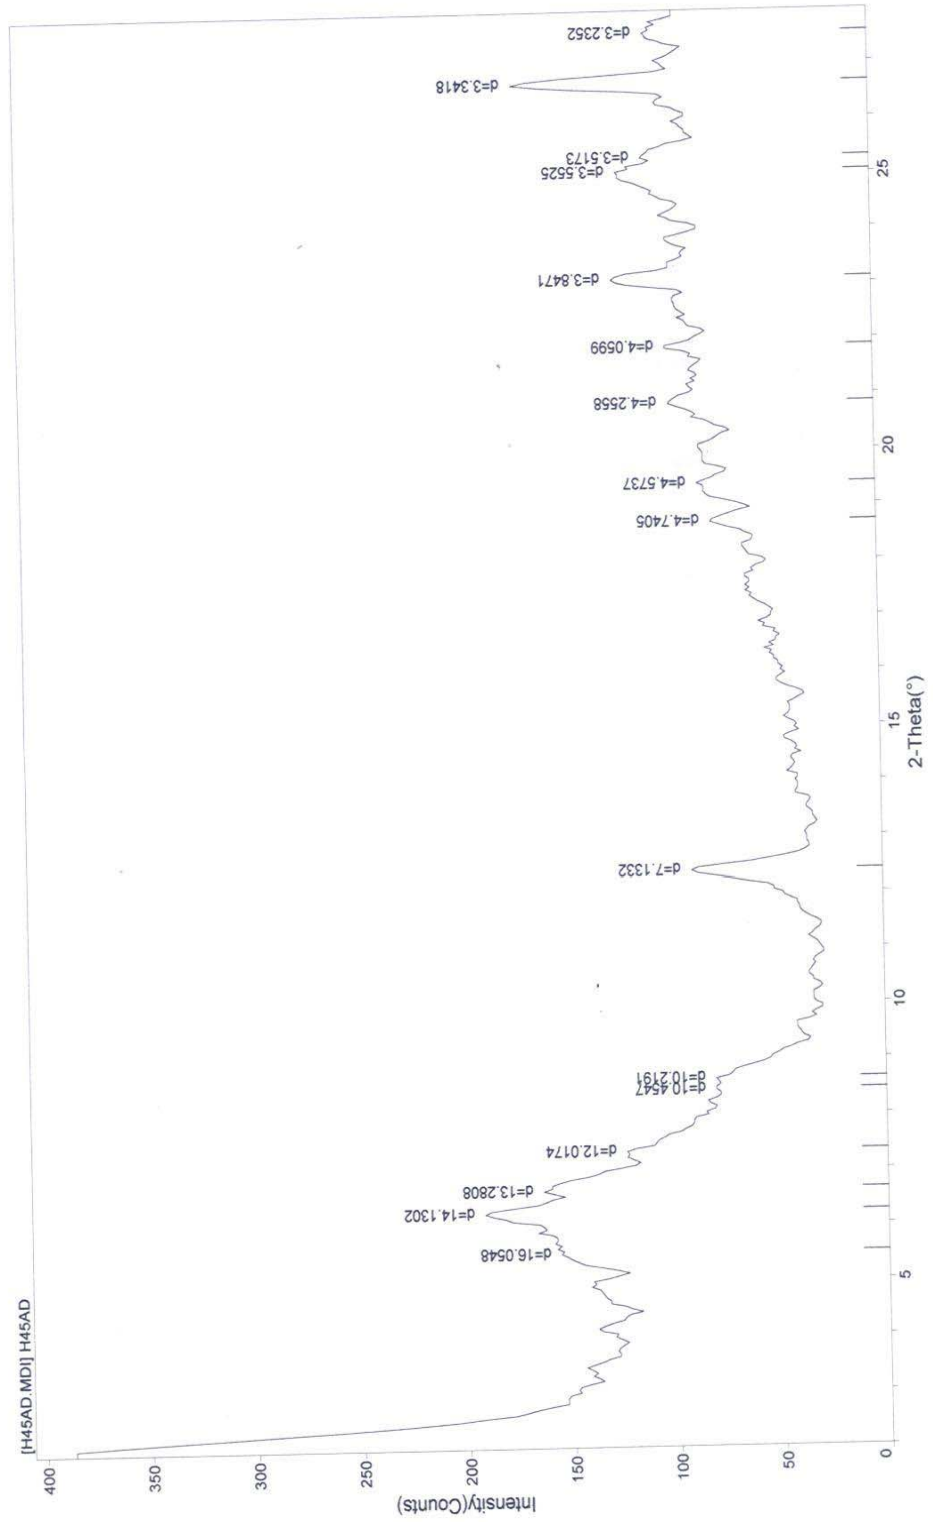 [H45AD.MDI] H45AD
Intensity(Counts)
400
350
300
250
200
150
100
50
0
d=16.0548
d=14.1302
d=13.2808
d=12.0174
d=10.4547
d=10.2191
d=7.1332
d=4.7405
d=4.5737
d=4.2558
d=4.0599
d=3.8471
d=3.5525
d=3.5173
d=3.3418
d=3.2352
5
10
15
20
25
2-Theta(°)